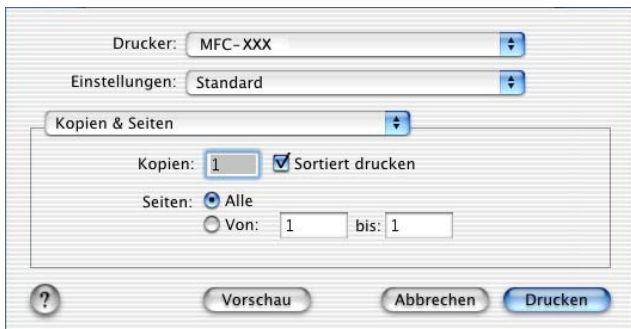 Drucker: MFC-XXX
Einstellungen: Standard
Kopien & Seiten
Kopien: 1 Sortiert drucken
Seiten: Alle
Von: 1 bis: 1
? Vorschau Abbrechen Drucken